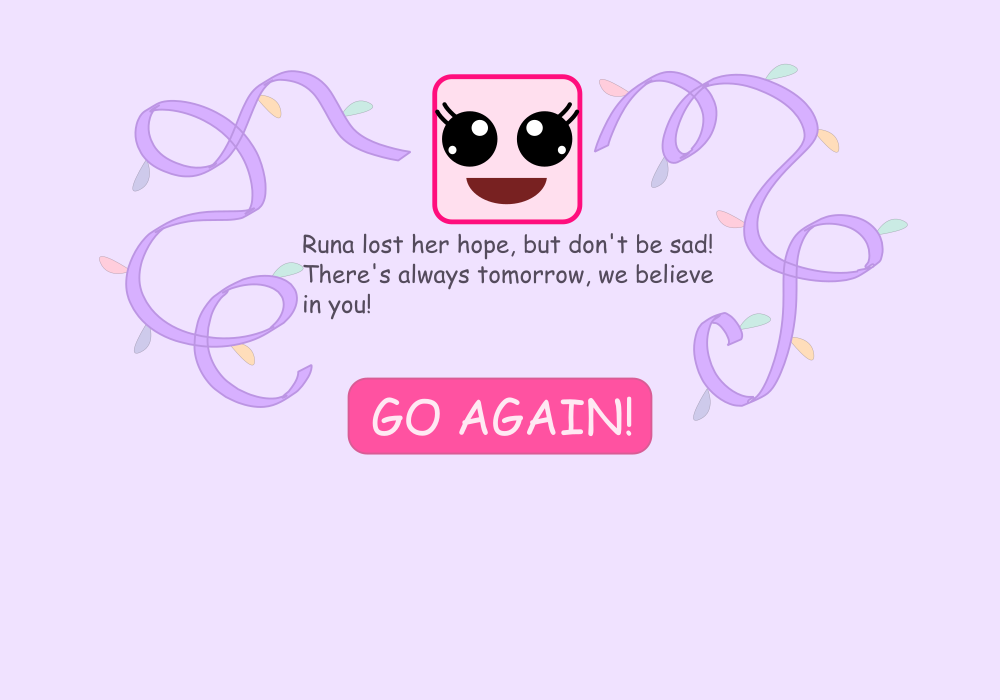 Runa lost her hope, but don't be sad!
There's always tomorrow, we believe
in you!
GO AGAIN!